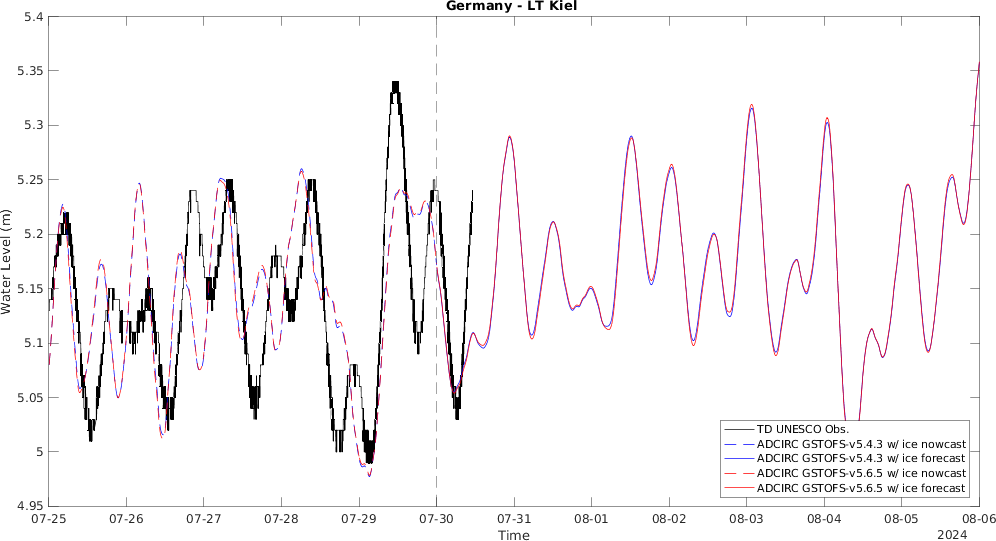 Germany - LT Kiel
5.4
5.35
5.3
5.25
5.2
5.15
5.1
5.05
5
4.95
Water Level (m)
TD UNESCO Obs.
ADCIRC GSTOFS-v5.4.3 w/ ice nowcast
ADCIRC GSTOFS-v5.4.3 w/ ice forecast
ADCIRC GSTOFS-v5.6.5 w/ ice nowcast
ADCIRC GSTOFS-v5.6.5 w/ ice forecast
07-25 07-26 07-27 07-28 07-29 07-30 07-31 08-01 08-02 08-03 08-04 08-05 08-06
Time
2024